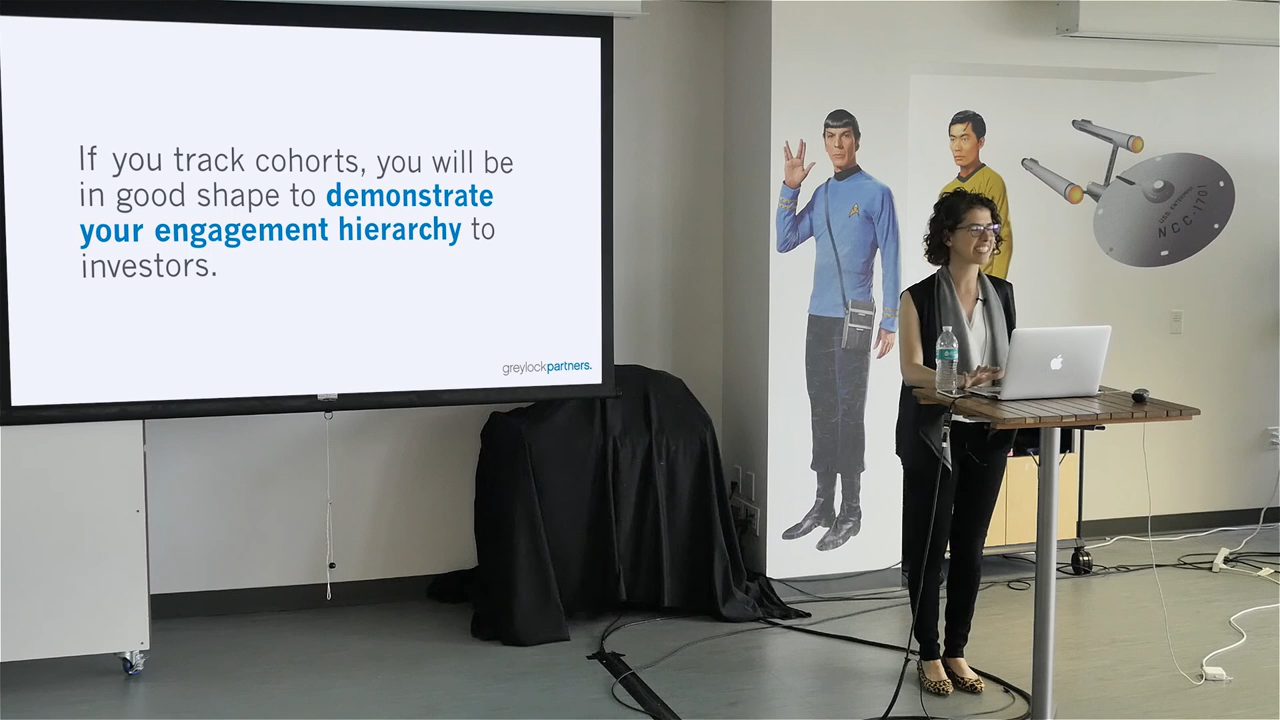 If you track cohorts, you will be
in good shape to demonstrate
your engagement hierarchy to
investors.
greylockpartners.
U.S.S. ENTERPRISE
NCC-1701